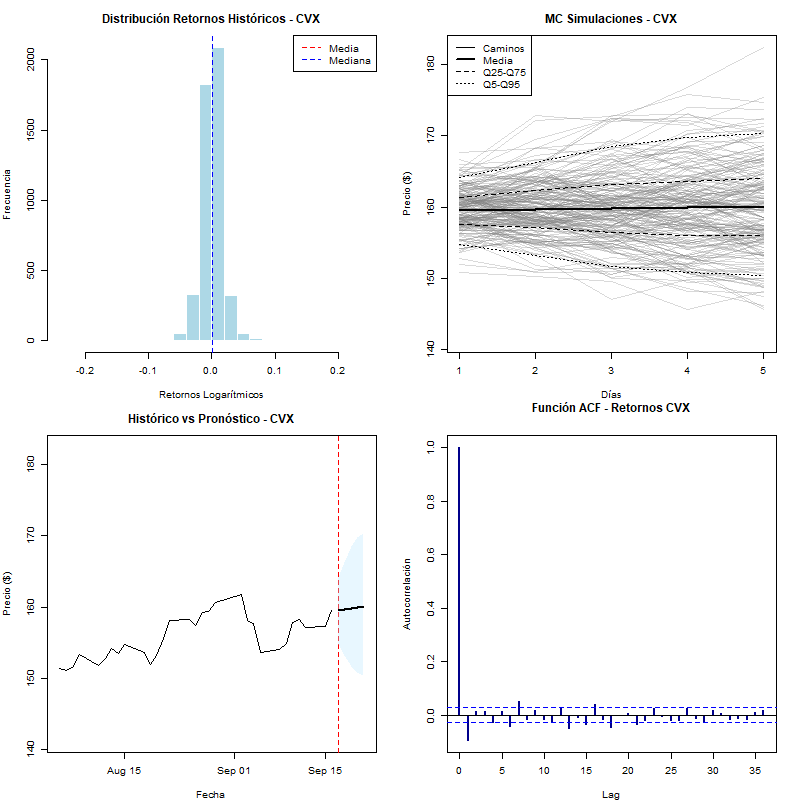 Distribución Retornos Históricos - CVX
Frecuencia
2000
1500
1000
500
0
-0.2
-0.1
0.0
0.1
0.2
Retornos Logarítmicos
Media
Mediana
MC Simulaciones - CVX
Precio ($)
180
170
160
150
140
1
2
3
4
5
Días
Caminos
Media
Q25-Q75
Q5-Q95
Histórico vs Pronóstico - CVX
Precio ($)
180
170
160
150
140
Aug 15
Sep 01
Sep 15
Fecha
Función ACF - Retornos CVX
Autocorrelación
1.0
0.8
0.6
0.4
0.2
0.0
0
5
10
15
20
25
30
35
Lag